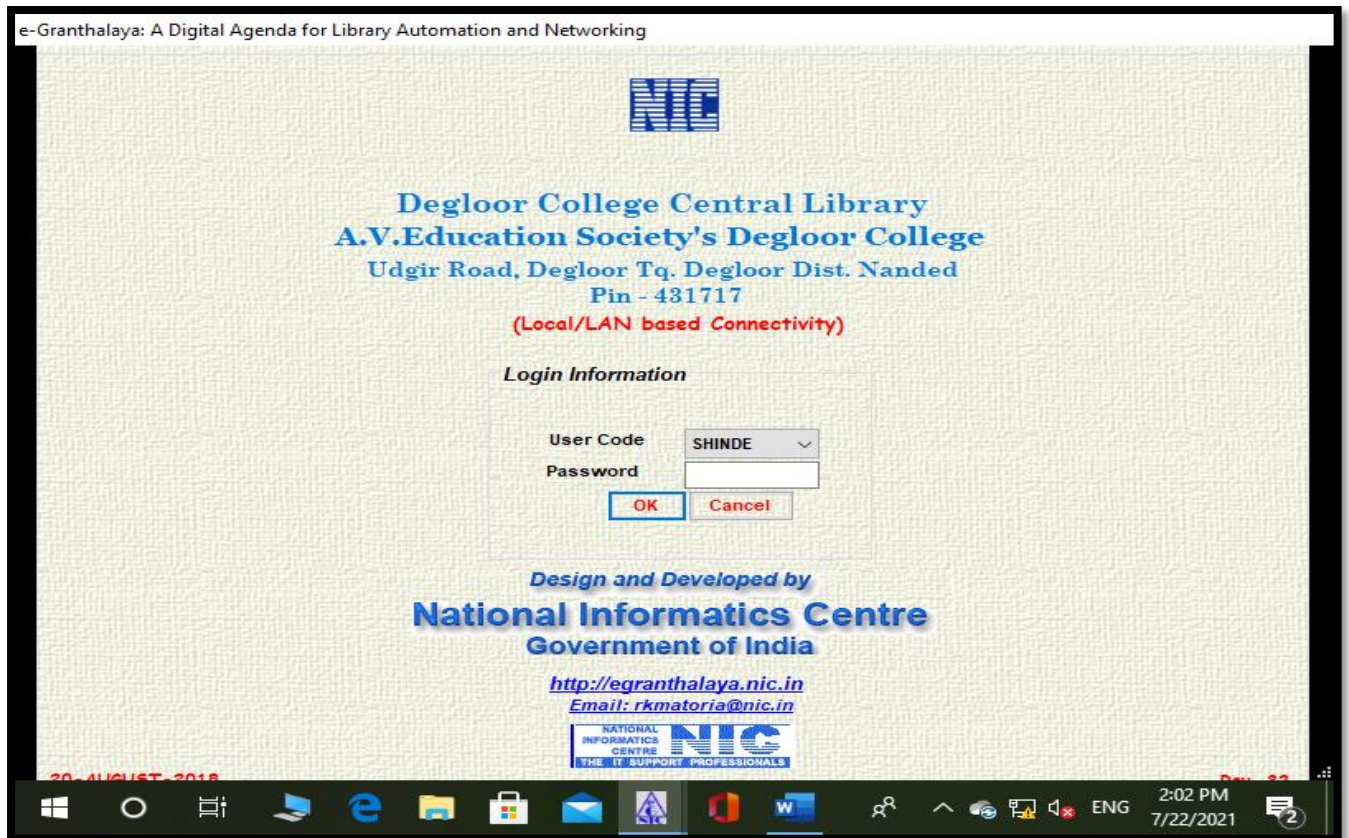 e-Granthalaya: A Digital Agenda for Library Automation and Networking
NIC
Degloor College Central Library
A.V.Education Society's Degloor College
Udgir Road, Degloor Tq. Degloor Dist. Nanded
Pin - 431717
(Local/LAN based Connectivity)
Login Information
User Code SHINDE
Password
OK Cancel
Design and Developed by
National Informatics Centre
Government of India
http://egranthalaya.nic.in
Email: rkmatoria@nic.in
NATIONAL
INFORMATICS
CENTRE
NIC
THE IT SUPPORT PROFESSIONALS
20-AUGUST-2018
ENG
2:02 PM
7/22/2021
2